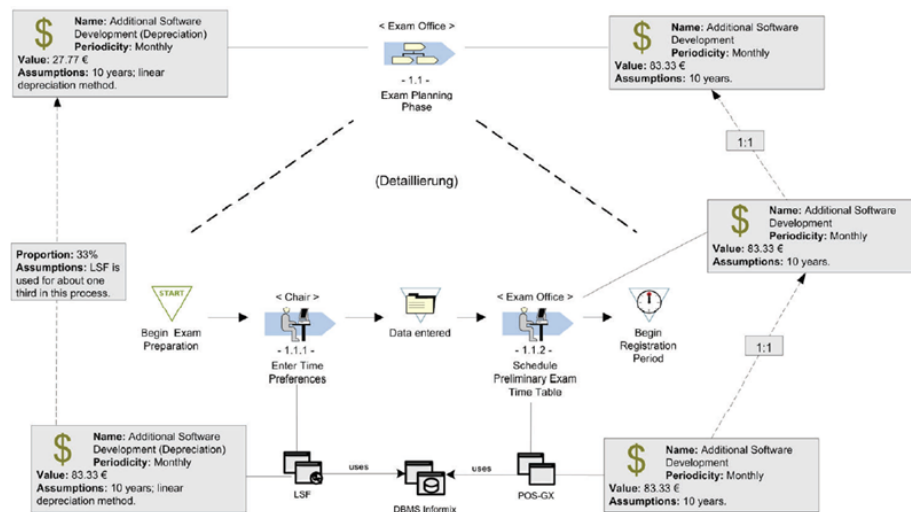 Name: Additional Software
Development (Depreciation)
Periodicity: Monthly
Value: 27.77 €
Assumptions: 10 years; linear
depreciation method.
< Exam Office >
- 1.1 -
Exam Planning
Phase
Name: Additional Software
Development
Periodicity: Monthly
Value: 83.33 €
Assumptions: 10 years.
1:1
(Detaillierung)
Name: Additional Software
Development
Periodicity: Monthly
Value: 83.33 €
Assumptions: 10 years.
Proportion: 33%
Assumptions: LSF is
used for about one
third in this process.
START
Begin Exam
Preparation
< Chair >
- 1.1.1 -
Enter Time
Preferences
Data entered
< Exam Office >
- 1.1.2 -
Schedule
Preliminary Exam
Time Table
Begin
Registration
Period
1:1
Name: Additional Software
Development (Depreciation)
Periodicity: Monthly
Value: 83.33 €
Assumptions: 10 years; linear
depreciation method.
LSF
uses
DBMS Informix
uses
POS-GX
Name: Additional Software
Development
Periodicity: Monthly
Value: 83.33 €
Assumptions: 10 years.